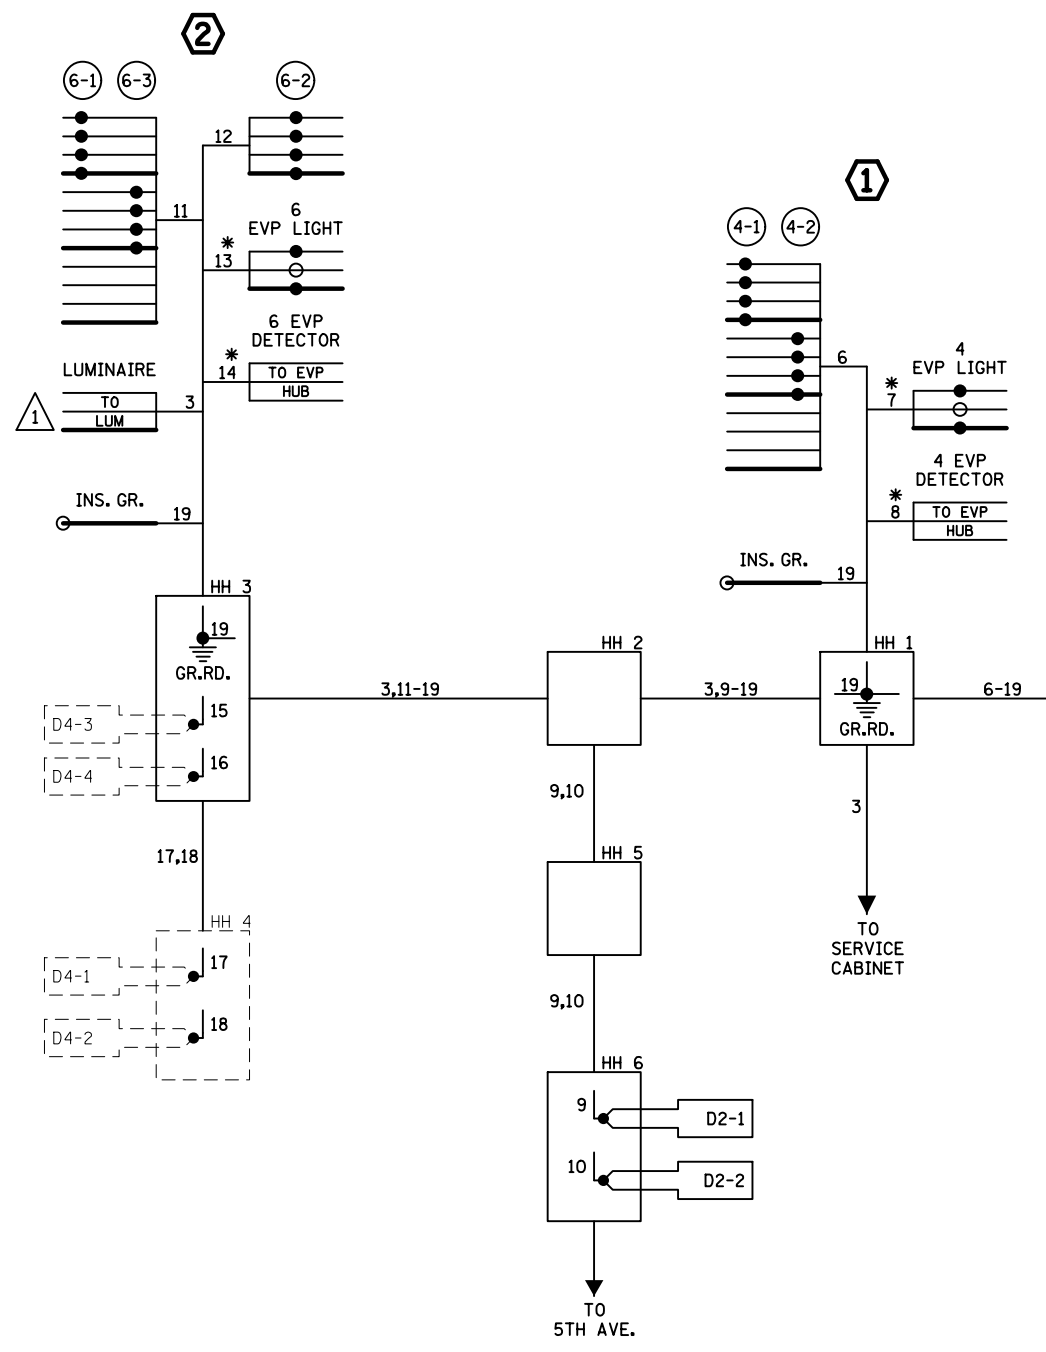 2
6-1 6-3 6-2
12
11
6
EVP LIGHT
*
13
6 EVP
DETECTOR
*
14
TO EVP
HUB
LUMINAIRE
TO
LUM
3
1
INS. GR.
19
HH 3
19
GR.RD.
15
D4-3
16
D4-4
17,18
HH 4
17
D4-1
18
D4-2
3,11-19
HH 2
3,9-19
9,10
HH 5
9,10
HH 6
9
D2-1
10
D2-2
TO
5TH AVE.
1
4-1 4-2
6
4
EVP LIGHT
*
7
4 EVP
DETECTOR
*
8
TO EVP
HUB
INS. GR.
19
HH 1
19
GR.RD.
6-19
3
TO
SERVICE
CABINET